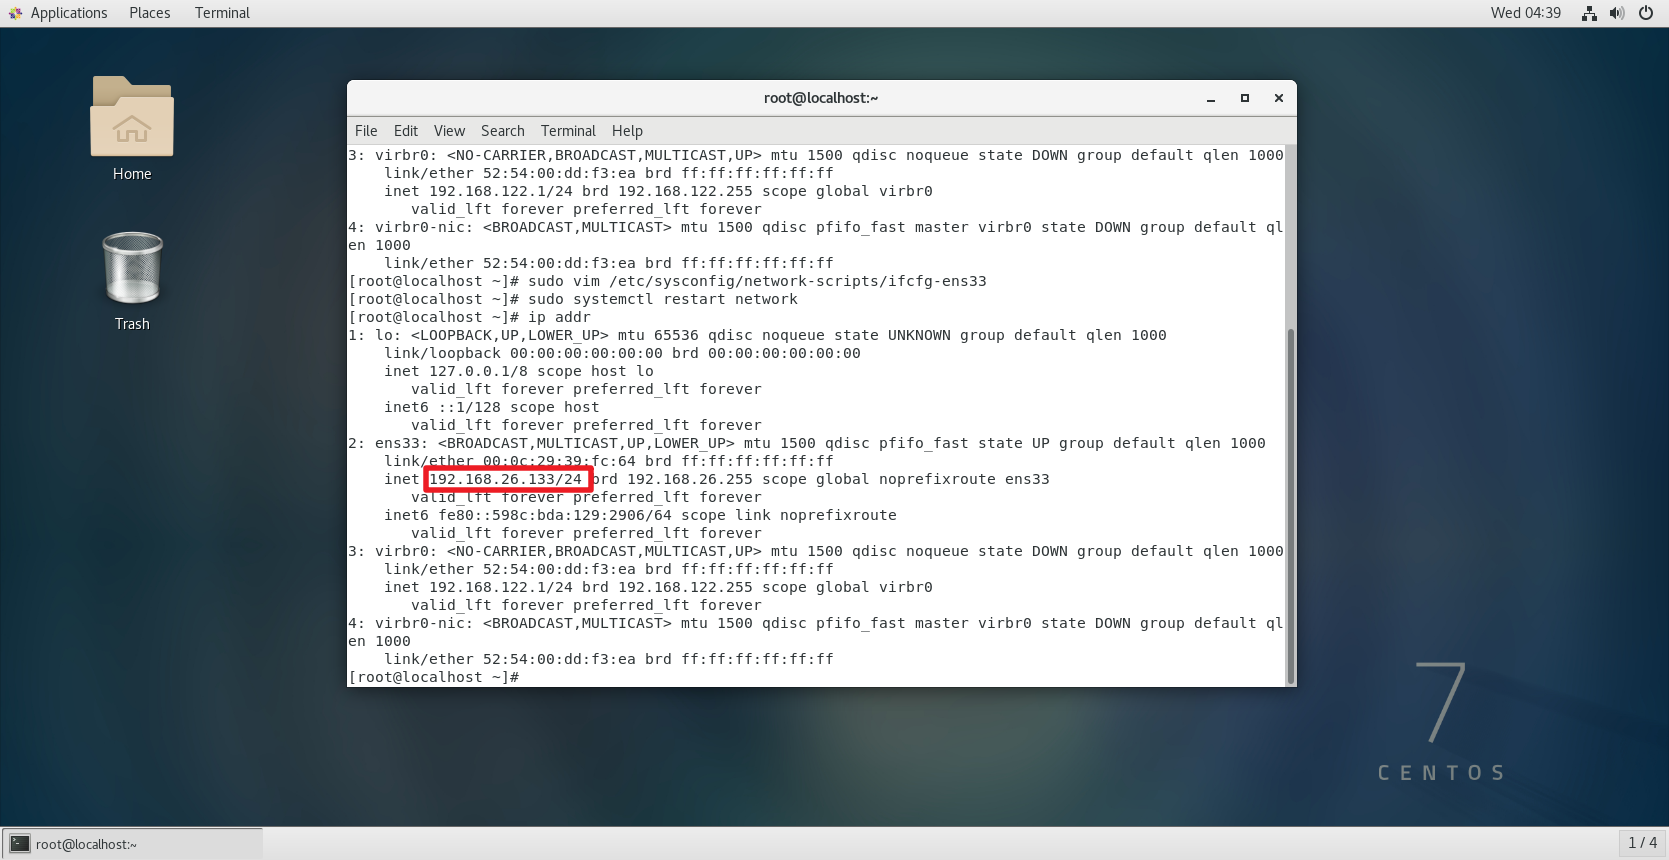 Applications Places Terminal Wed 04:39
Home
Trash
root@localhost:~
File Edit View Search Terminal Help
3: virbr0: <NO-CARRIER,BROADCAST,MULTICAST,UP> mtu 1500 qdisc noqueue state DOWN group default qlen 1000
    link/ether 52:54:00:dd:f3:ea brd ff:ff:ff:ff:ff:ff
    inet 192.168.122.1/24 brd 192.168.122.255 scope global virbr0
       valid_lft forever preferred_lft forever
4: virbr0-nic: <BROADCAST,MULTICAST> mtu 1500 qdisc pfifo_fast master virbr0 state DOWN group default ql
en 1000
    link/ether 52:54:00:dd:f3:ea brd ff:ff:ff:ff:ff:ff
[root@localhost ~]# sudo vim /etc/sysconfig/network-scripts/ifcfg-ens33
[root@localhost ~]# sudo systemctl restart network
[root@localhost ~]# ip addr
1: lo: <LOOPBACK,UP,LOWER_UP> mtu 65536 qdisc noqueue state UNKNOWN group default qlen 1000
    link/loopback 00:00:00:00:00:00 brd 00:00:00:00:00:00
    inet 127.0.0.1/8 scope host lo
       valid_lft forever preferred_lft forever
    inet6 ::1/128 scope host
       valid_lft forever preferred_lft forever
2: ens33: <BROADCAST,MULTICAST,UP,LOWER_UP> mtu 1500 qdisc pfifo_fast state UP group default qlen 1000
    link/ether 00:0c:29:39:fc:64 brd ff:ff:ff:ff:ff:ff
    inet 192.168.26.133/24 brd 192.168.26.255 scope global noprefixroute ens33
       valid_lft forever preferred_lft forever
    inet6 fe80::598c:bda:129:2906/64 scope link noprefixroute
       valid_lft forever preferred_lft forever
3: virbr0: <NO-CARRIER,BROADCAST,MULTICAST,UP> mtu 1500 qdisc noqueue state DOWN group default qlen 1000
    link/ether 52:54:00:dd:f3:ea brd ff:ff:ff:ff:ff:ff
    inet 192.168.122.1/24 brd 192.168.122.255 scope global virbr0
       valid_lft forever preferred_lft forever
4: virbr0-nic: <BROADCAST,MULTICAST> mtu 1500 qdisc pfifo_fast master virbr0 state DOWN group default ql
en 1000
    link/ether 52:54:00:dd:f3:ea brd ff:ff:ff:ff:ff:ff
[root@localhost ~]#
7
CENTOS
root@localhost:~ 1 / 4